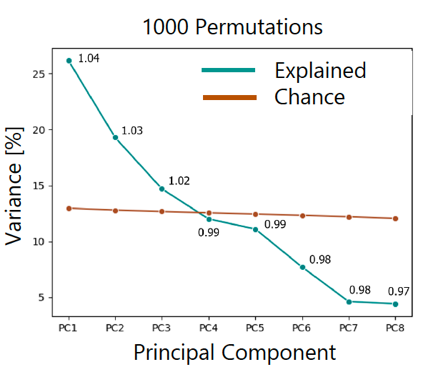 1000 Permutations
Explained
Chance
Variance [%]
25
20
15
10
5
1.04
1.03
1.02
0.99
0.99
0.98
0.98
0.97
PC1 PC2 PC3 PC4 PC5 PC6 PC7 PC8
Principal Component